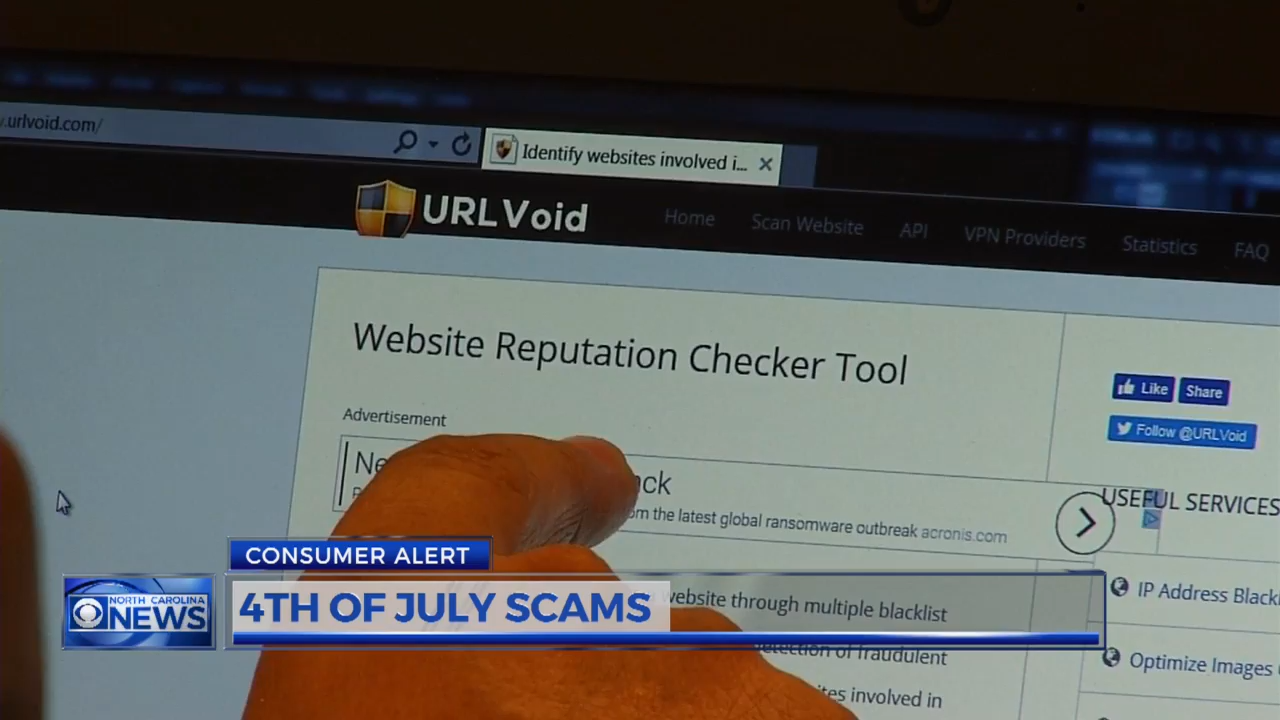 .urlvoid.com/
Identify websites involved i...
URLVoid
Home Scan Website API VPN Providers Statistics FAQ
Website Reputation Checker Tool
Like Share
Follow @URLVoid
Advertisement
Ne ck
om the latest global ransomware outbreak acronis.com
USEFUL SERVICES
IP Address Blackl
website through multiple blacklist
detection of fraudulent
Optimize Images
tes involved in
CONSUMER ALERT
4TH OF JULY SCAMS
NORTH CAROLINA
NEWS